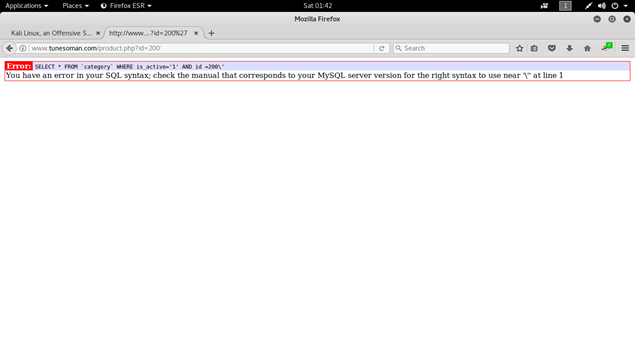 Applications Places Firefox ESR Sat 01:42 1
Mozilla Firefox
Kali Linux, an Offensive S... http://www....?id=200%27
www.tunesoman.com/product.php?id=200' Search
Error: SELECT * FROM `category` WHERE is_active='1' AND id =200\'
You have an error in your SQL syntax; check the manual that corresponds to your MySQL server version for the right syntax to use near '\'' at line 1